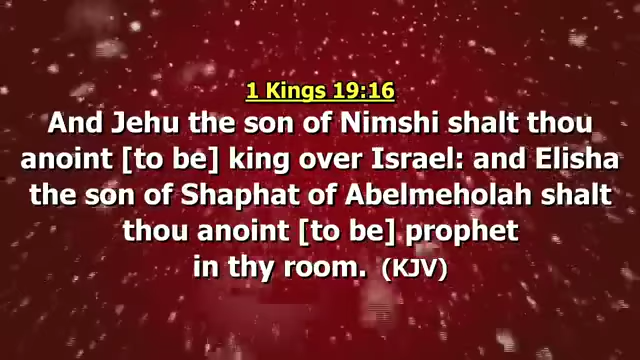 1 Kings 19:16
And Jehu the son of Nimshi shalt thou
anoint [to be] king over Israel: and Elisha
the son of Shaphat of Abelmeholah shalt
thou anoint [to be] prophet
in thy room. (KJV)